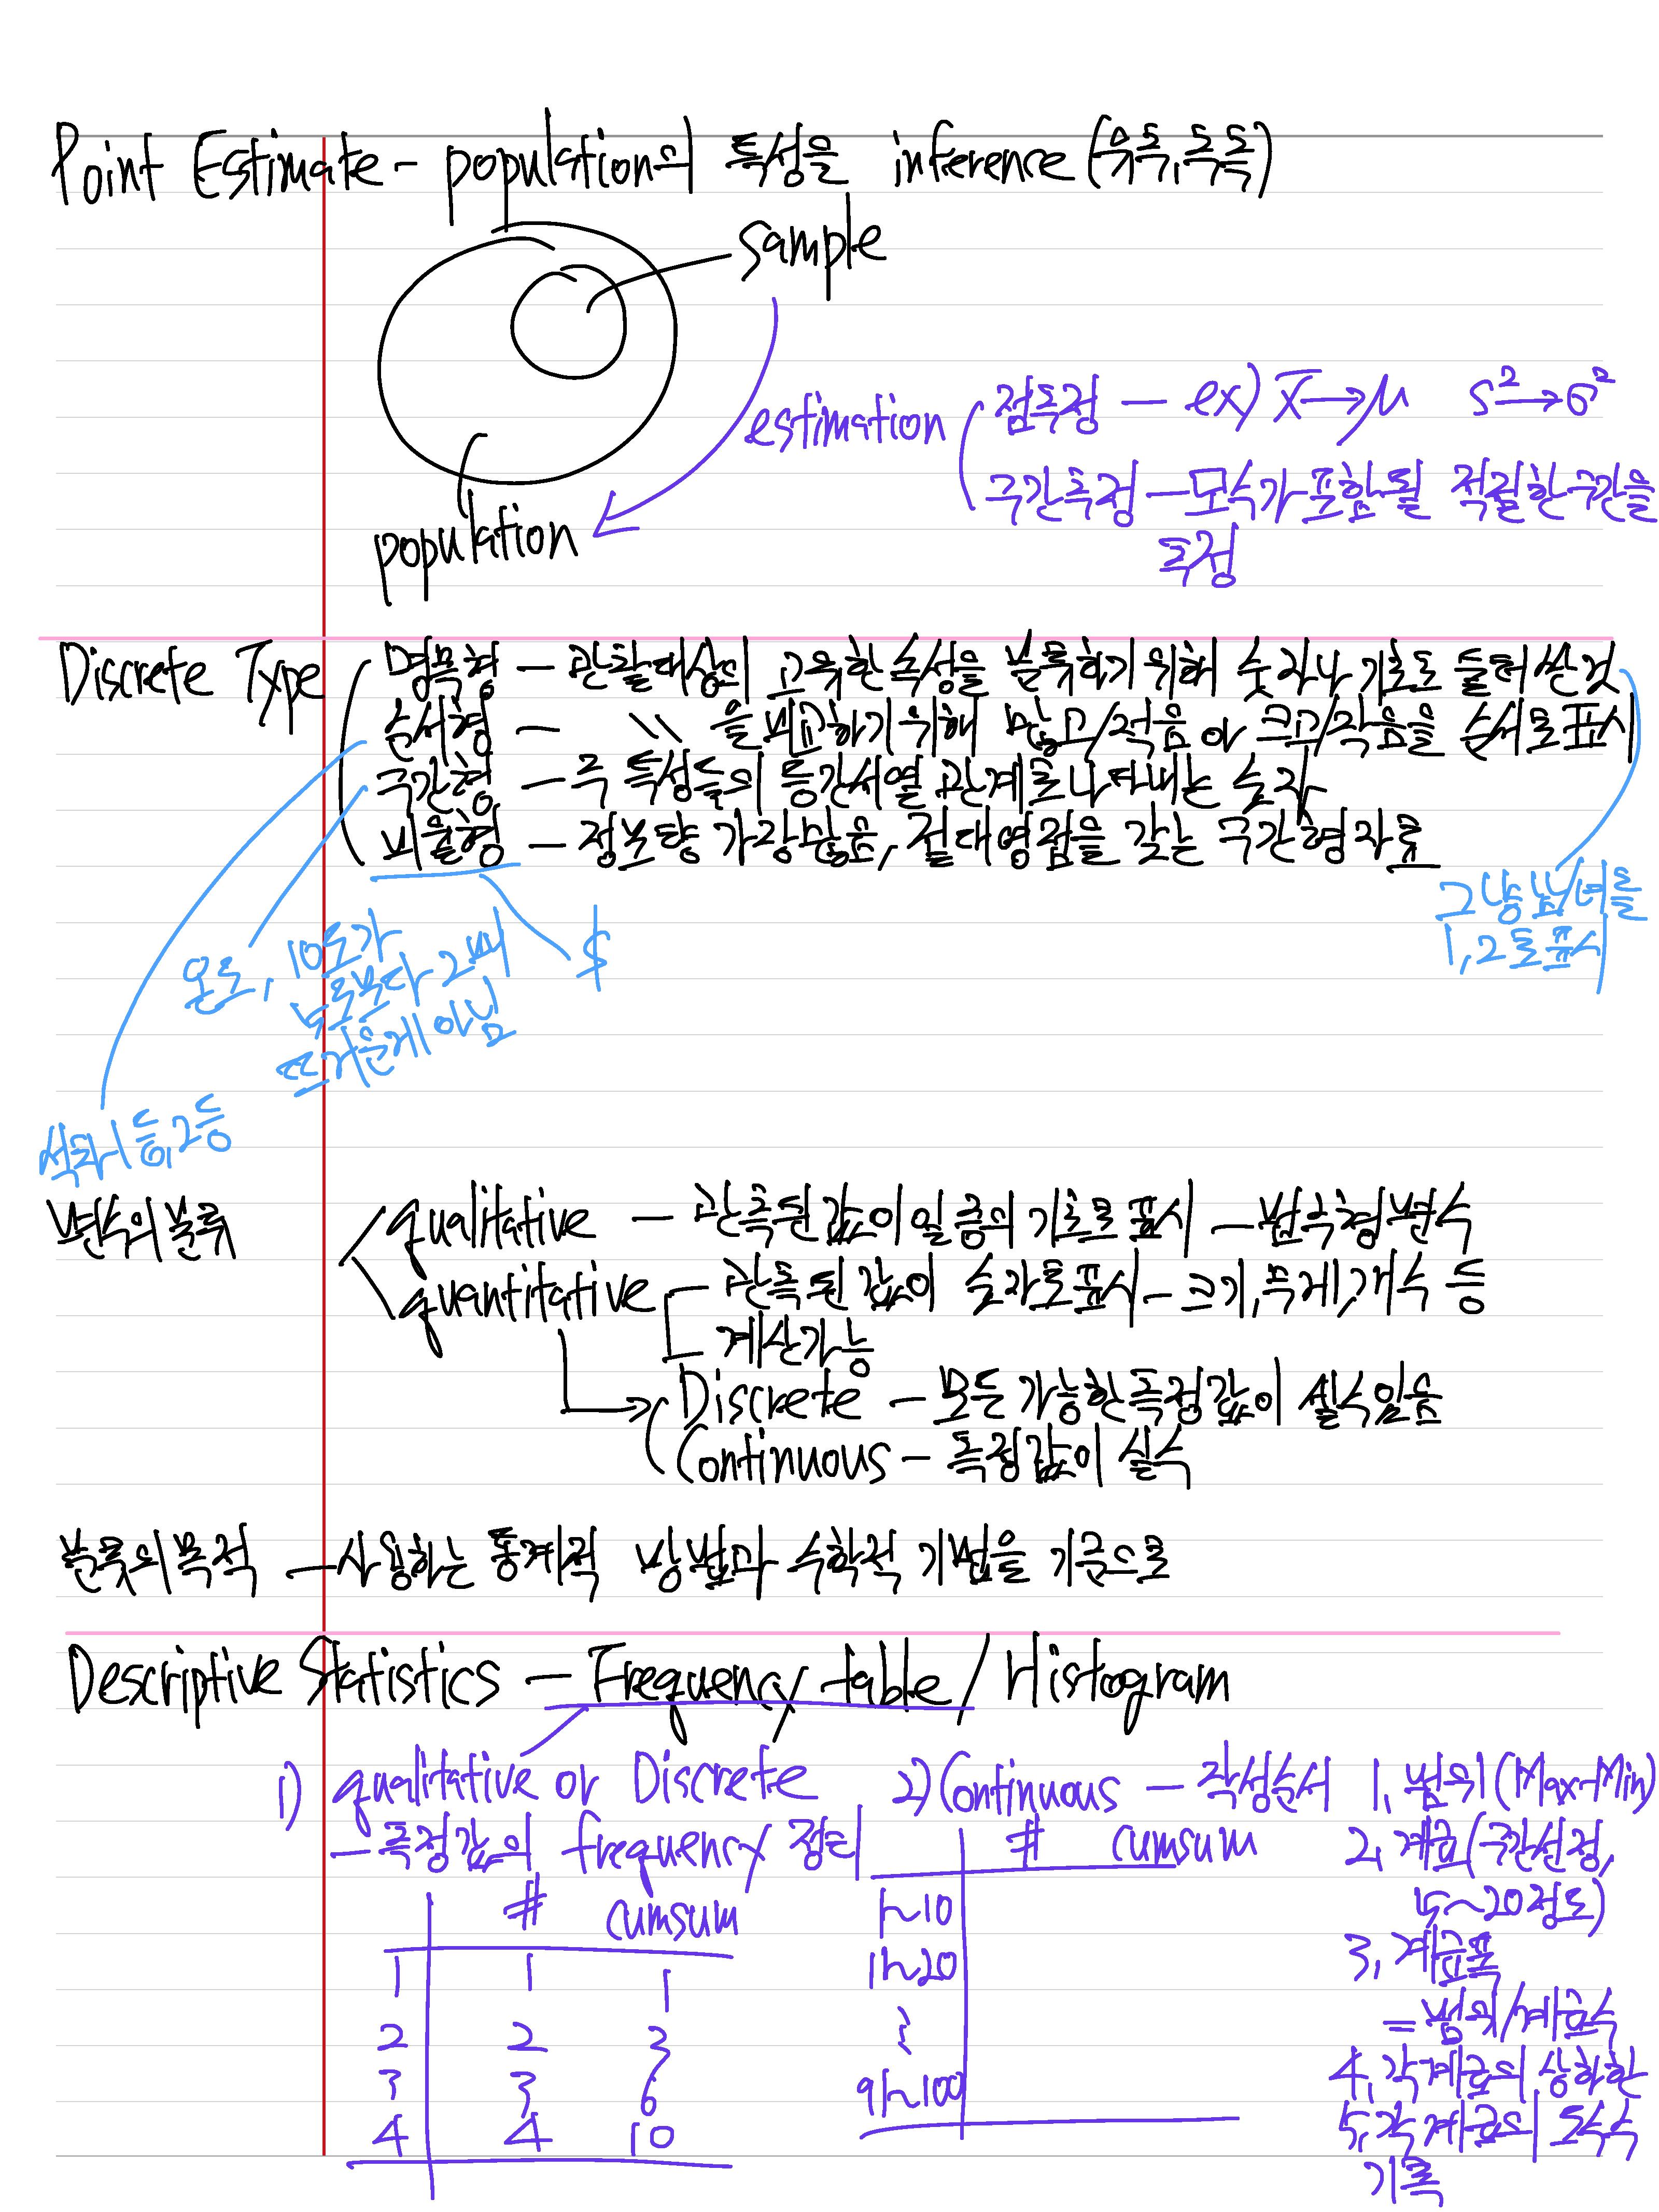 Point Estimate - population의 특성을 inference (유추, 추측)
sample
estimation
점추정 - ex) x̄→μ s²→σ²
구간추정 - 모수가 포함될 적절한 구간을
추정
population
Discrete Type
명목형 - 관찰대상의 고유한 속성을 분류하기 위해 숫자나 기호로 둘러싼것
순서형 - 〃 을 비교하기위해 많고/적음 이 크고/작음을 순서로표시
구간형 - 주 특성들의 등간서열 관계를 나타내는 숫자
비율형 - 정보량 가장많음, 절대영점을 갖는 구간형자료
그냥 남/녀를
1, 2로 표시
온도, 10도가
5도보다 2배
뜨거운게 아님
$
석차 1등, 2등
변수의 분류
qualitative - 관측된 값이 일종의 기호로 표시 - 범주형변수
quantitative - 관측된 값이 숫자로 표시 - 크기, 무게, 개수 등
계산가능
Discrete - 모든 가능한 측정값이 셀수있음
Continuous - 측정값이 실수
분류의 목적 - 사용하는 통계적 방법과 수학적 기법을 기준으로
Descriptive Statistics - Frequency table / Histogram
1) qualitative or Discrete
- 측정값의 frequency 정리
# cumsum
1 1 1
2 2 3
3 3 6
4 4 10
2) Continuous - 작성순서 1, 범위(Max-Min)
# cumsum
1~10
11~20
91~100
2, 계급(구간선정,
5~20정도)
3, 계급폭
= 범위/계급수
4, 각계급의 상하한
5, 각 계급의 도수
기록